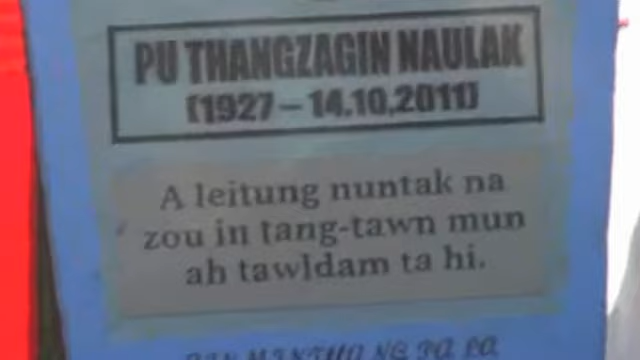 PU THANGZAGIN NAULAK
(1927 – 14.10.2011)
A leitung nuntak na
zou in tang-tawn mun
ah tawldam ta hi.